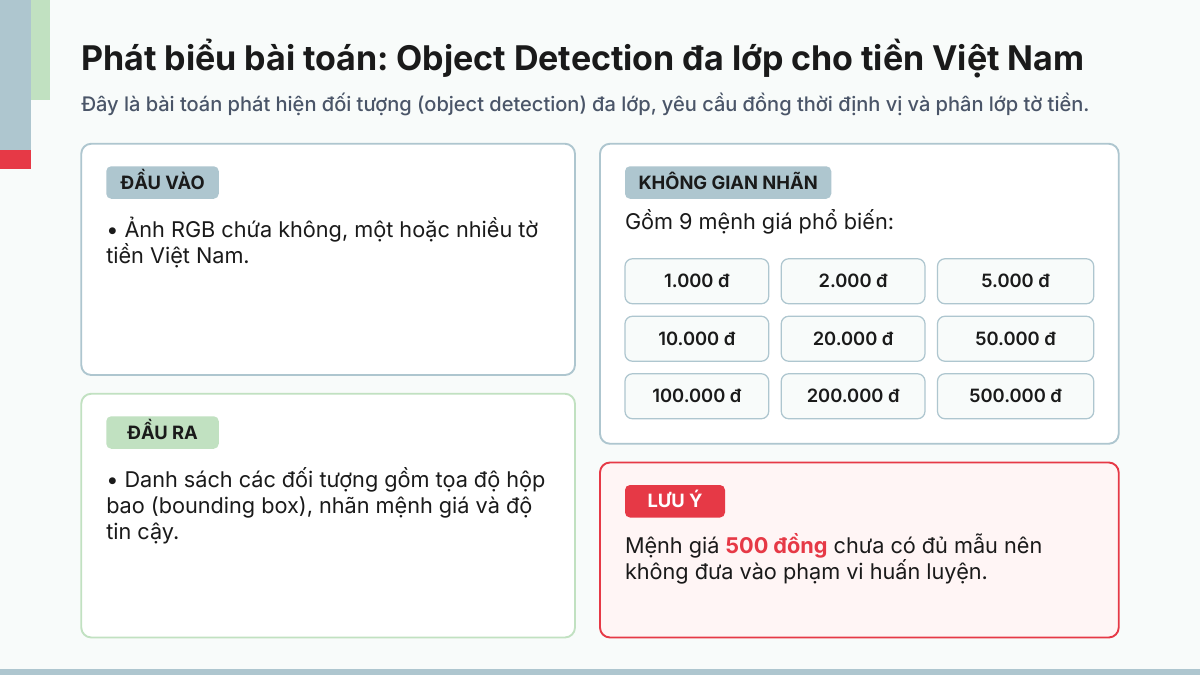 Phát biểu bài toán: Object Detection đa lớp cho tiền Việt Nam
Đây là bài toán phát hiện đối tượng (object detection) đa lớp, yêu cầu đồng thời định vị và phân lớp tờ tiền.
ĐẦU VÀO
• Ảnh RGB chứa không, một hoặc nhiều tờ
tiền Việt Nam.
ĐẦU RA
• Danh sách các đối tượng gồm tọa độ hộp
bao (bounding box), nhãn mệnh giá và độ
tin cậy.
KHÔNG GIAN NHÃN
Gồm 9 mệnh giá phổ biến:
1.000 đ
2.000 đ
5.000 đ
10.000 đ
20.000 đ
50.000 đ
100.000 đ
200.000 đ
500.000 đ
LƯU Ý
Mệnh giá 500 đồng chưa có đủ mẫu nên
không đưa vào phạm vi huấn luyện.